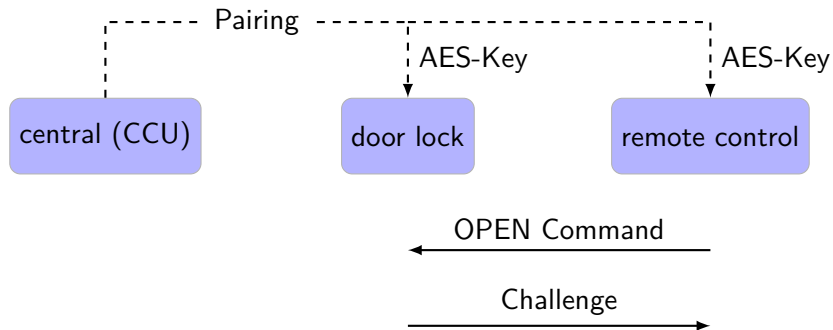 Pairing
AES-Key
AES-Key
central (CCU)
door lock
remote control
OPEN Command
Challenge